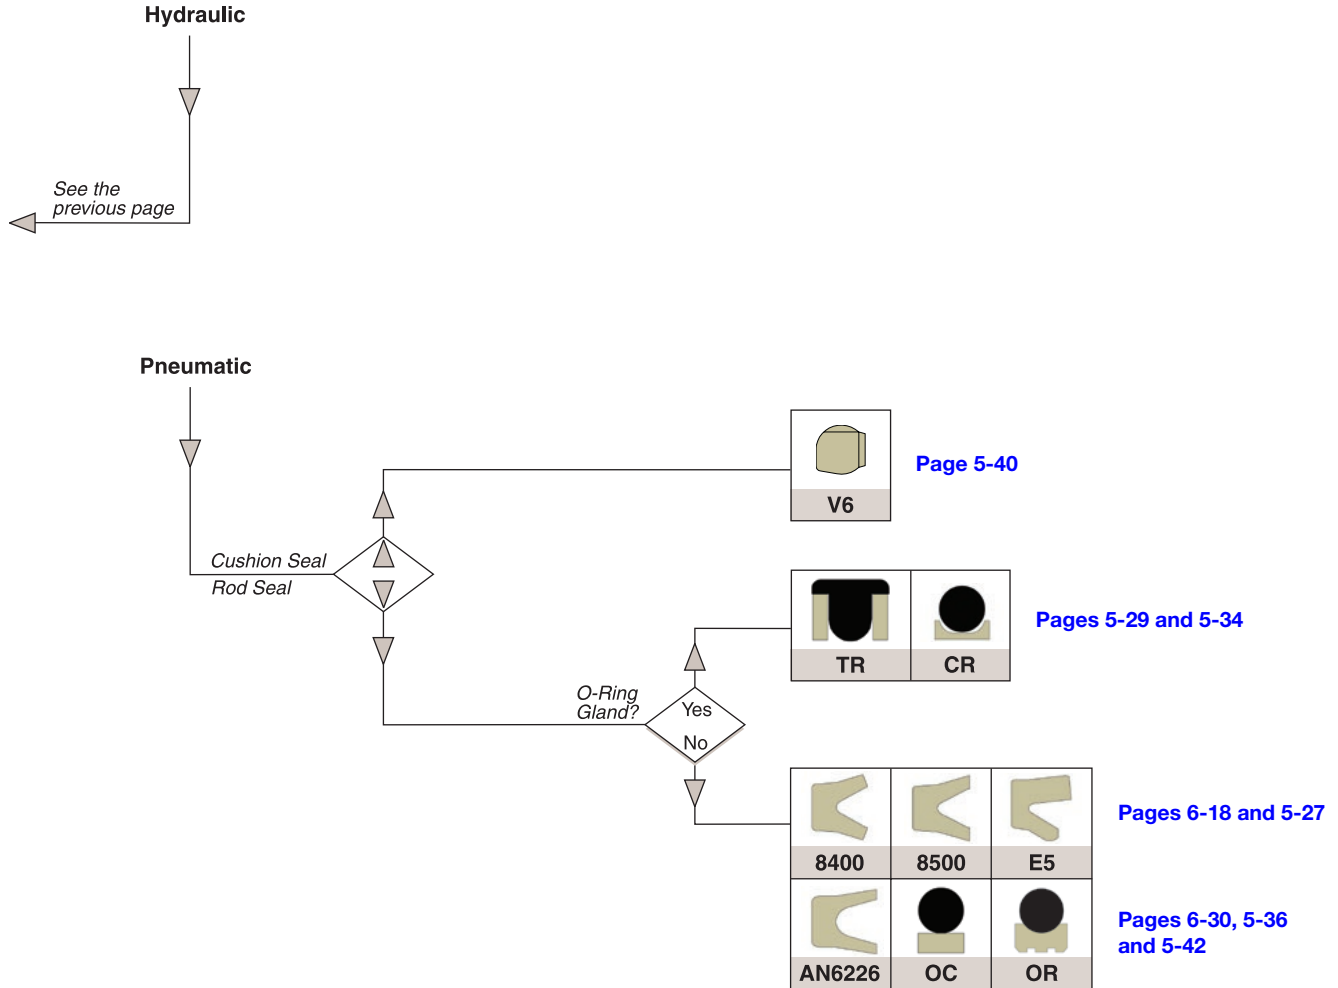 Hydraulic
See the
previous page
Pneumatic
V6
Page 5-40
Cushion Seal
Rod Seal
TR
CR
Pages 5-29 and 5-34
O-Ring
Gland?
Yes
No
8400
8500
E5
Pages 6-18 and 5-27
AN6226
OC
OR
Pages 6-30, 5-36
and 5-42